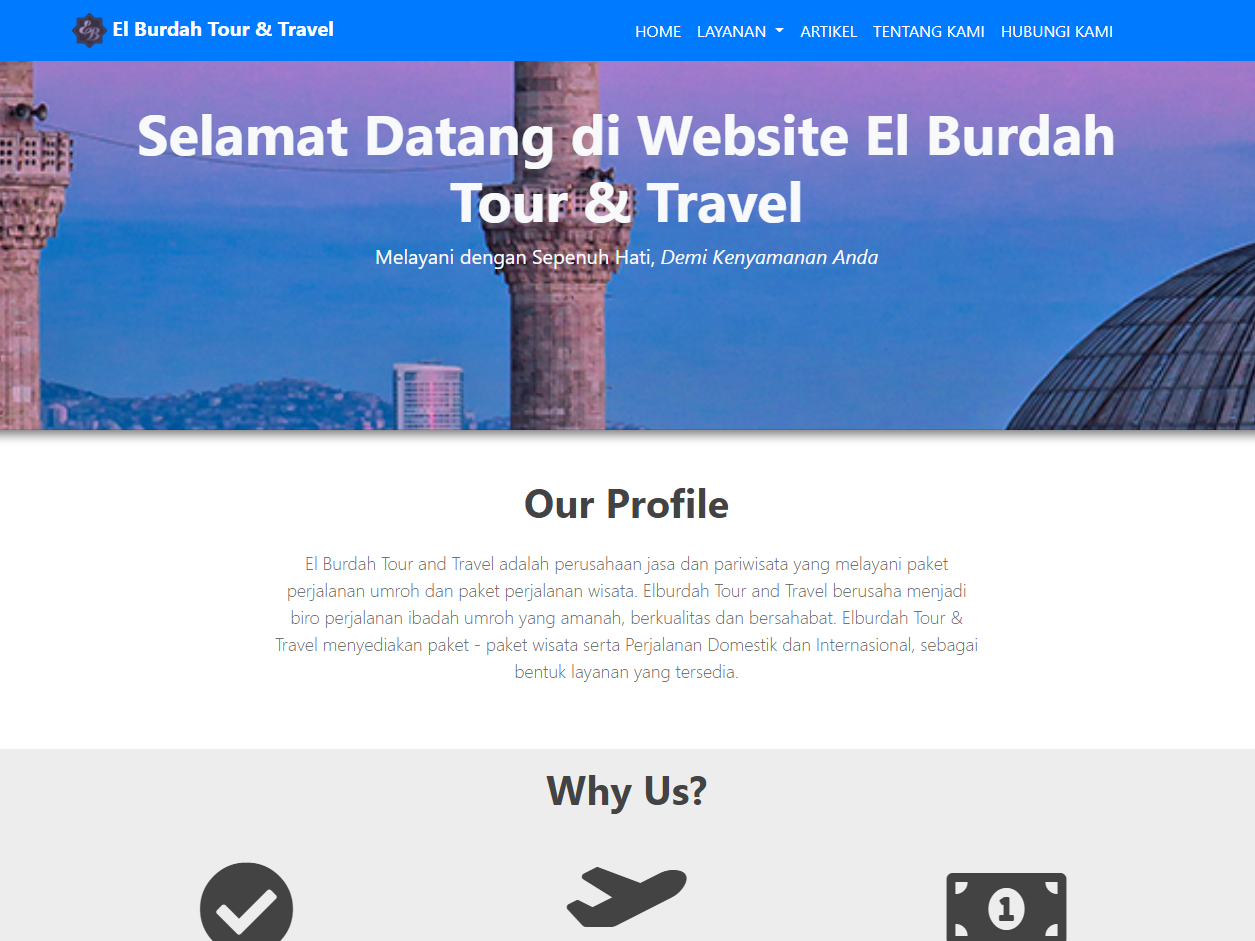 El Burdah Tour & Travel
HOME LAYANAN ARTIKEL TENTANG KAMI HUBUNGI KAMI
Selamat Datang di Website El Burdah
Tour & Travel
Melayani dengan Sepenuh Hati, Demi Kenyamanan Anda
Our Profile
El Burdah Tour and Travel adalah perusahaan jasa dan pariwisata yang melayani paket
perjalanan umroh dan paket perjalanan wisata. Elburdah Tour and Travel berusaha menjadi
biro perjalanan ibadah umroh yang amanah, berkualitas dan bersahabat. Elburdah Tour &
Travel menyediakan paket - paket wisata serta Perjalanan Domestik dan Internasional, sebagai
bentuk layanan yang tersedia.
Why Us?
1